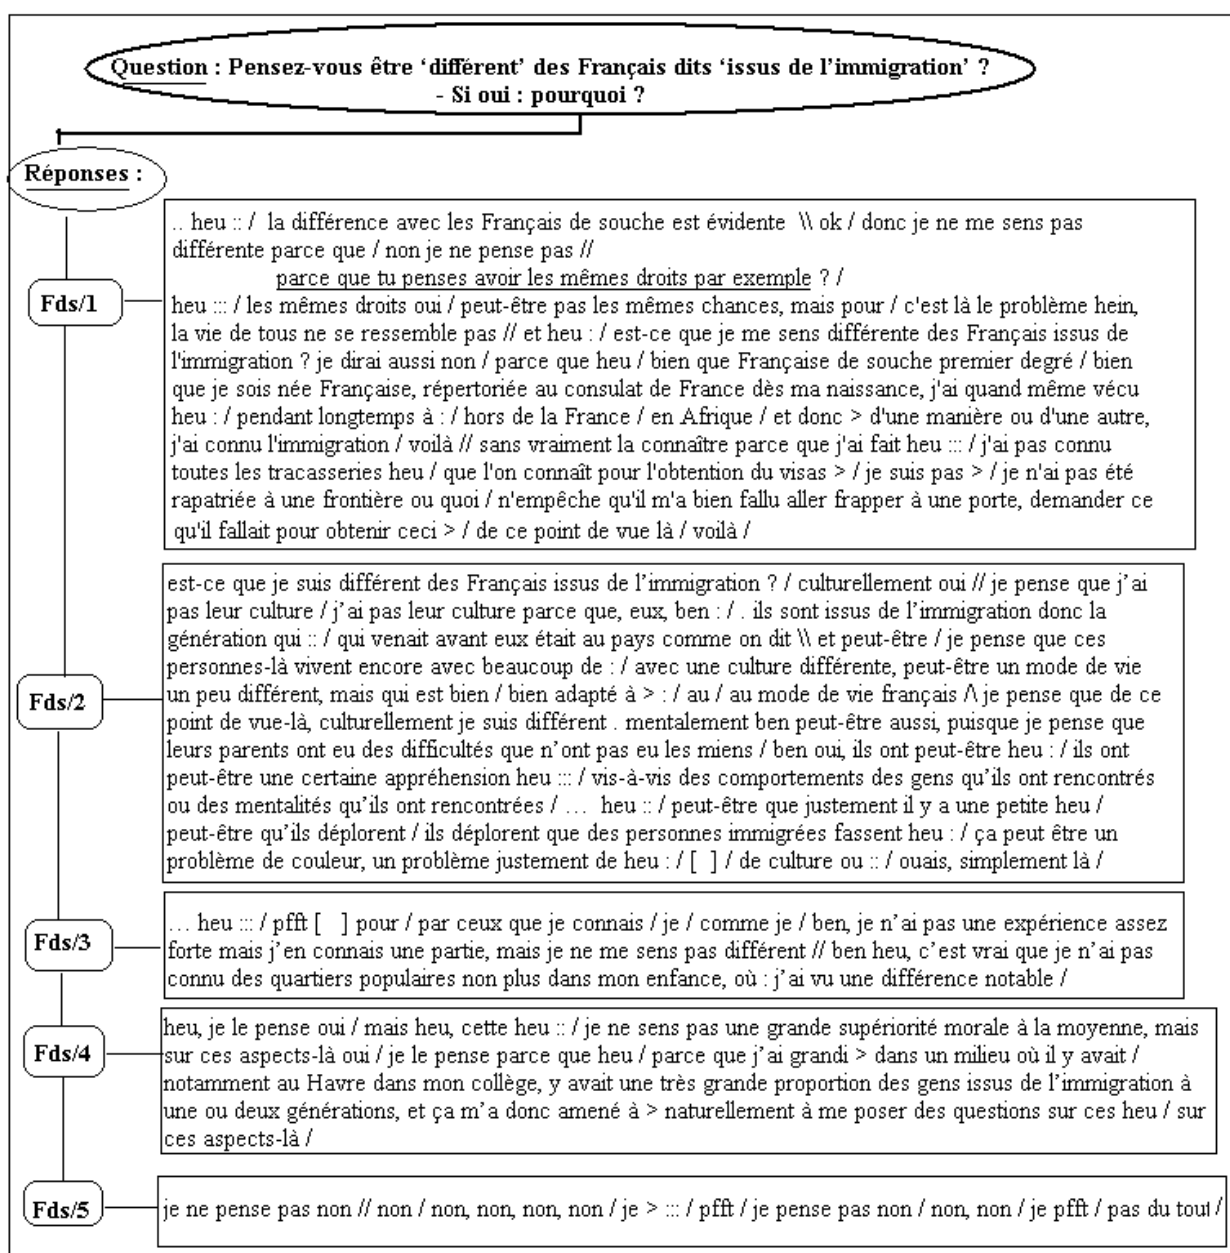 Question : Pensez-vous être ‘différent’ des Français dits ‘issus de l’immigration’ ?
- Si oui : pourquoi ?
Réponses :
Fds/1
.. heu :: / la différence avec les Français de souche est évidente \\ ok / donc je ne me sens pas
différente parce que / non je ne pense pas //
parce que tu penses avoir les mêmes droits par exemple ? /
heu ::: / les mêmes droits oui / peut-être pas les mêmes chances, mais pour / c'est là le problème hein,
la vie de tous ne se ressemble pas // et heu : / est-ce que je me sens différente des Français issus de
l'immigration ? je dirai aussi non / parce que heu / bien que Française de souche premier degré / bien
que je sois née Française, répertoriée au consulat de France dès ma naissance, j'ai quand même vécu
heu : / pendant longtemps à : / hors de la France / en Afrique / et donc > d'une manière ou d'une autre,
j'ai connu l'immigration / voilà // sans vraiment la connaître parce que j'ai fait heu ::: / j'ai pas connu
toutes les tracasseries heu / que l'on connaît pour l'obtention du visas > / je suis pas > / je n'ai pas été
rapatriée à une frontière ou quoi / n'empêche qu'il m'a bien fallu aller frapper à une porte, demander ce
qu'il fallait pour obtenir ceci > / de ce point de vue là / voilà /
Fds/2
est-ce que je suis différent des Français issus de l’immigration ? / culturellement oui // je pense que j’ai
pas leur culture / j’ai pas leur culture parce que, eux, ben : / . ils sont issus de l’immigration donc la
génération qui :: / qui venait avant eux était au pays comme on dit \\ et peut-être / je pense que ces
personnes-là vivent encore avec beaucoup de : / avec une culture différente, peut-être un mode de vie
un peu différent, mais qui est bien / bien adapté à > : / au / au mode de vie français /\ je pense que de ce
point de vue-là, culturellement je suis différent . mentalement ben peut-être aussi, puisque je pense que
leurs parents ont eu des difficultés que n’ont pas eu les miens / ben oui, ils ont peut-être heu : / ils ont
peut-être une certaine appréhension heu ::: / vis-à-vis des comportements des gens qu’ils ont rencontrés
ou des mentalités qu’ils ont rencontrées / … heu :: / peut-être que justement il y a une petite heu /
peut-être qu’ils déplorent / ils déplorent que des personnes immigrées fassent heu : / ça peut être un
problème de couleur, un problème justement de heu : / [ ] / de culture ou :: / ouais, simplement là /
Fds/3
… heu ::: / pfft [ ] pour / par ceux que je connais / je / comme je / ben, je n’ai pas une expérience assez
forte mais j’en connais une partie, mais je ne me sens pas différent // ben heu, c’est vrai que je n’ai pas
connu des quartiers populaires non plus dans mon enfance, où : j’ai vu une différence notable /
Fds/4
heu, je le pense oui / mais heu, cette heu :: / je ne sens pas une grande supériorité morale à la moyenne, mais
sur ces aspects-là oui / je le pense parce que heu / parce que j’ai grandi > dans un milieu où il y avait /
notamment au Havre dans mon collège, y avait une très grande proportion des gens issus de l’immigration à
une ou deux générations, et ça m’a donc amené à > naturellement à me poser des questions sur ces heu / sur
ces aspects-là /
Fds/5
je ne pense pas non // non / non, non, non, non / je > ::: / pfft / je pense pas non / non, non / je pfft / pas du tout /